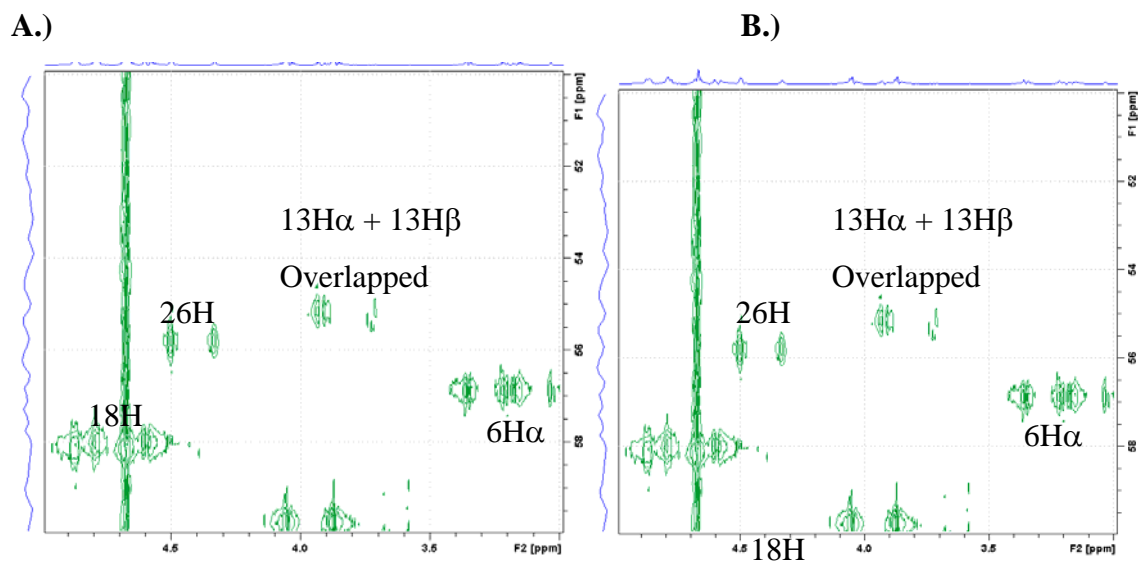 A.)
B.)
13Hα + 13Hβ
Overlapped
26H
18H
6Hα
52
54
56
58
F1 [ppm]
4.5
4.0
3.5
F2 [ppm]
13Hα + 13Hβ
Overlapped
26H
6Hα
52
54
56
58
F1 [ppm]
4.5
4.0
3.5
F2 [ppm]
18H